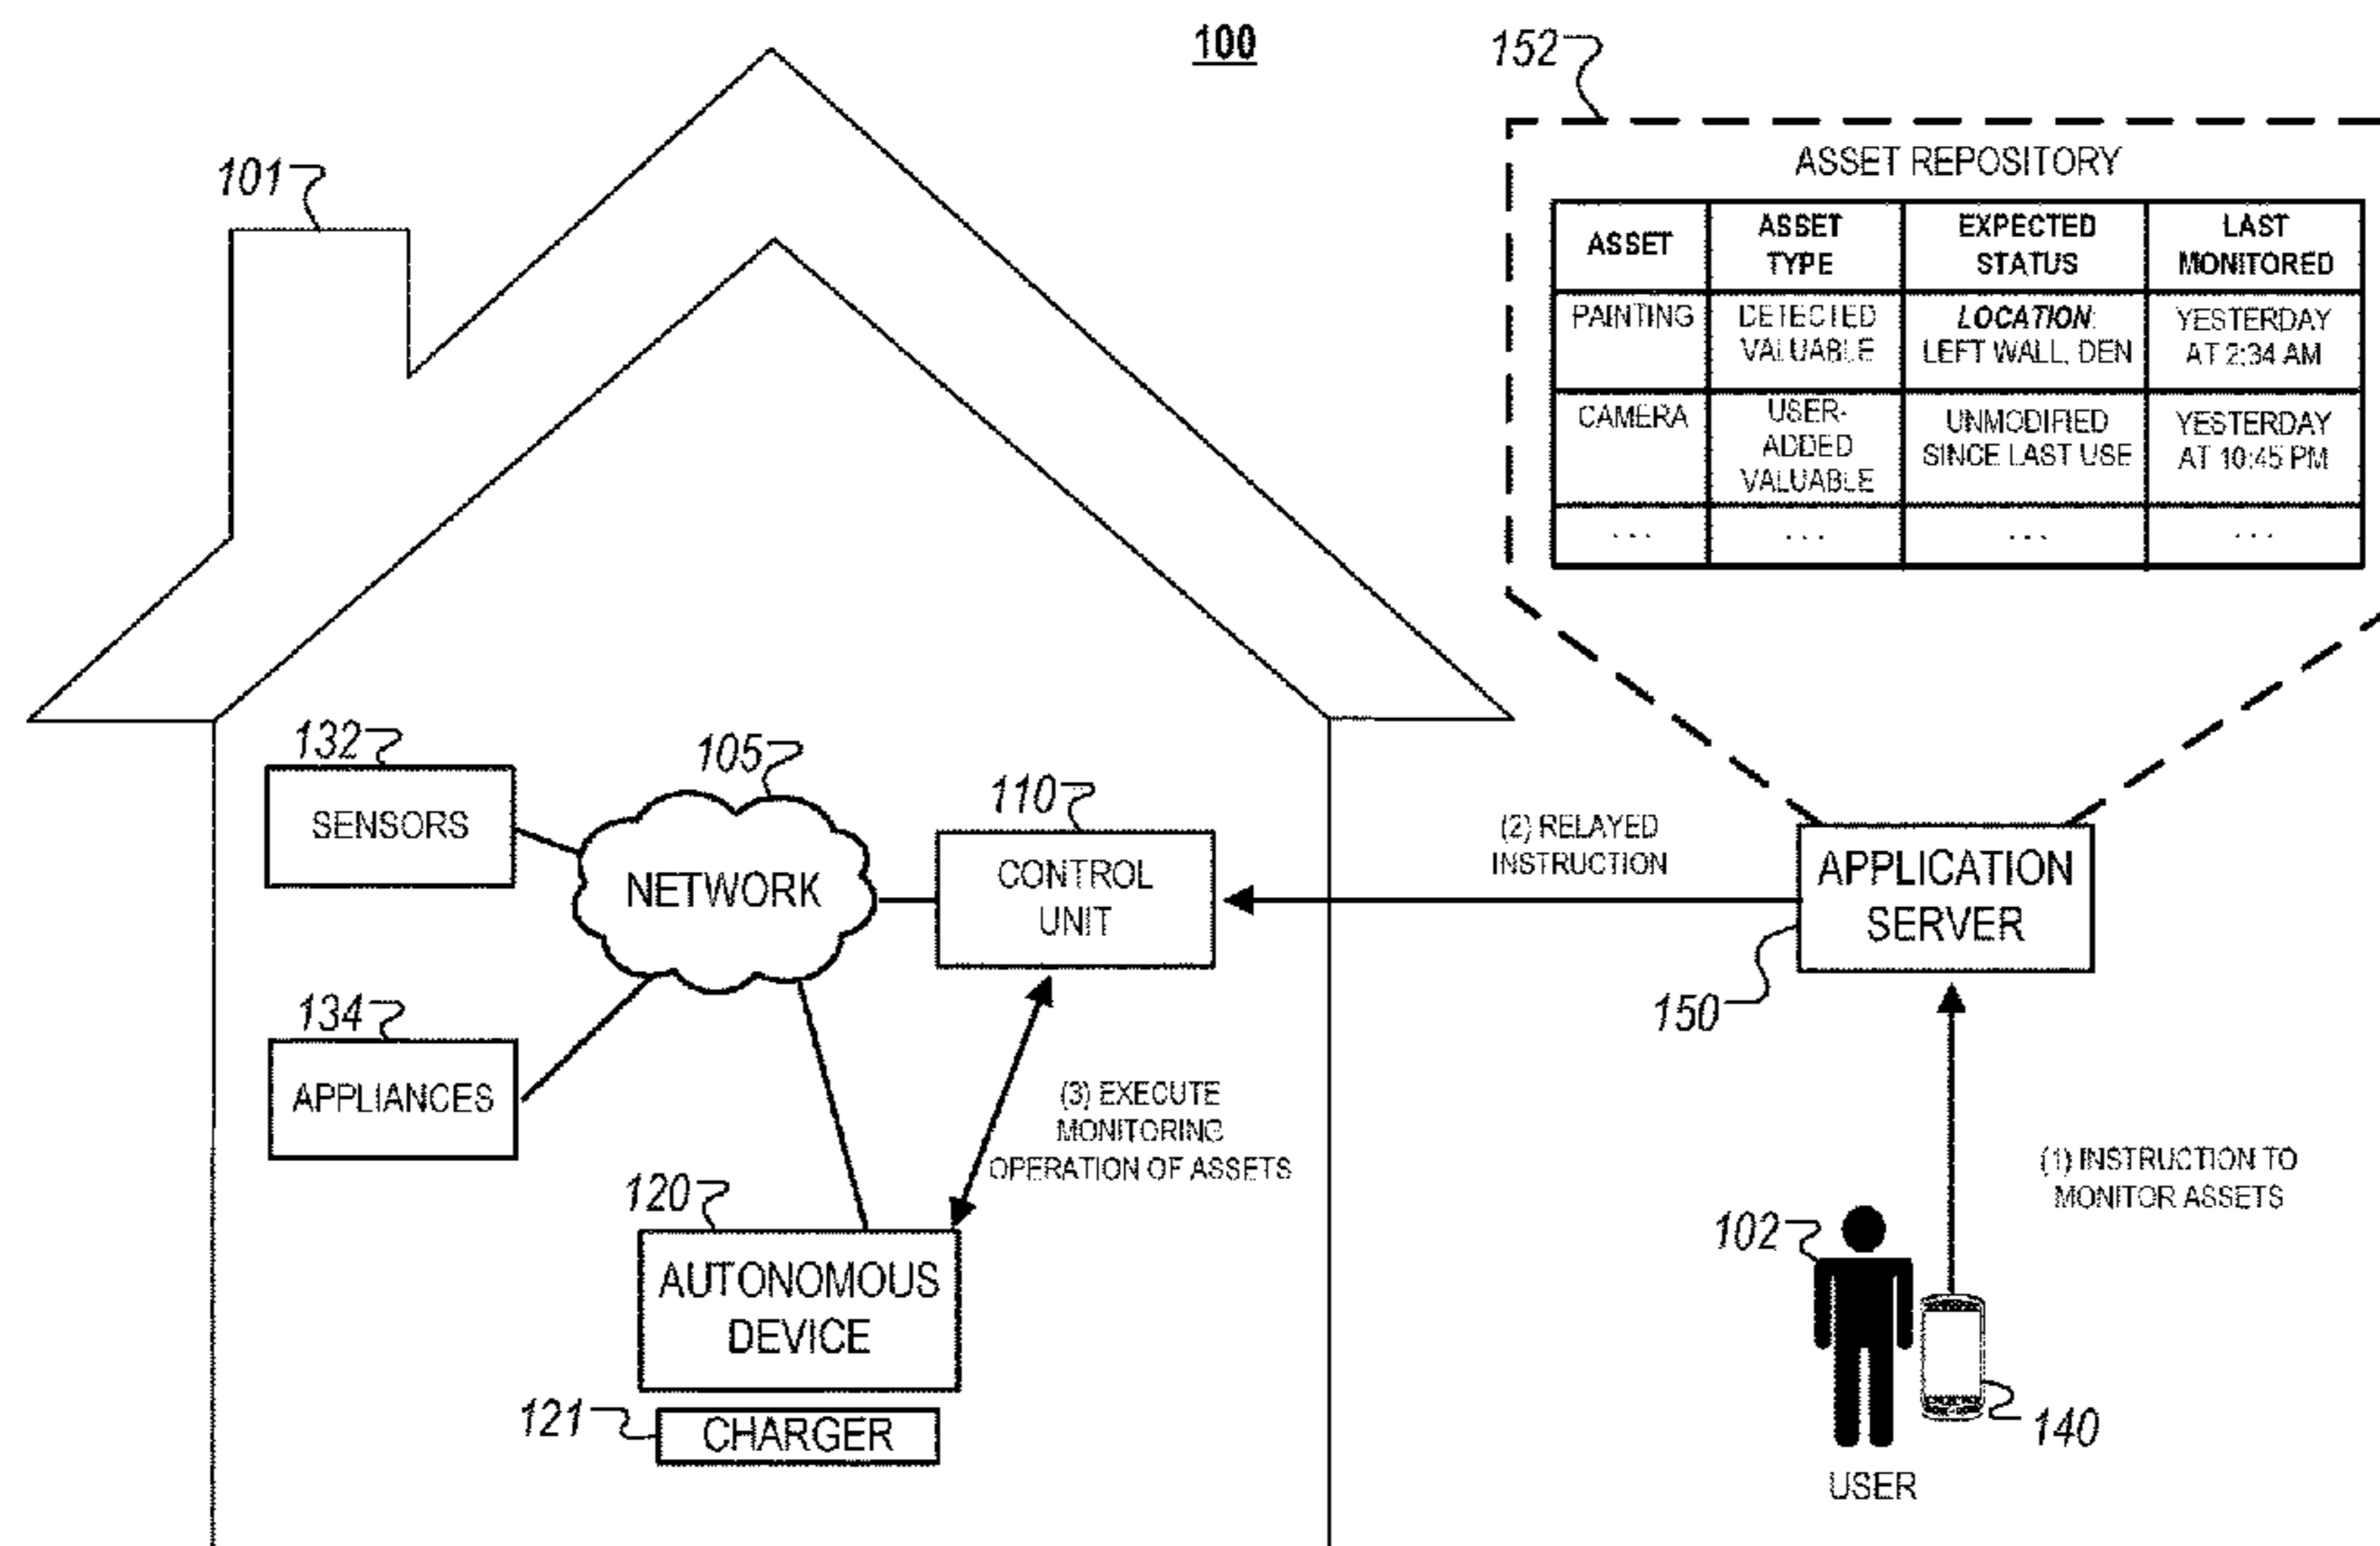 100
152
101
ASSET REPOSITORY
ASSET
ASSET
TYPE
EXPECTED
STATUS
LAST
MONITORED
PAINTING
DETECTED
VALUABLE
LOCATION:
LEFT WALL, DEN
YESTERDAY
AT 2:34 AM
CAMERA
USER-
ADDED
VALUABLE
UNMODIFIED
SINCE LAST USE
YESTERDAY
AT 10:45 PM
...
...
...
...
132
SENSORS
105
NETWORK
110
CONTROL
UNIT
(2) RELAYED
INSTRUCTION
APPLICATION
SERVER
150
134
APPLIANCES
(3) EXECUTE
MONITORING
OPERATION OF ASSETS
(1) INSTRUCTION TO
MONITOR ASSETS
120
AUTONOMOUS
DEVICE
121
CHARGER
102
140
USER